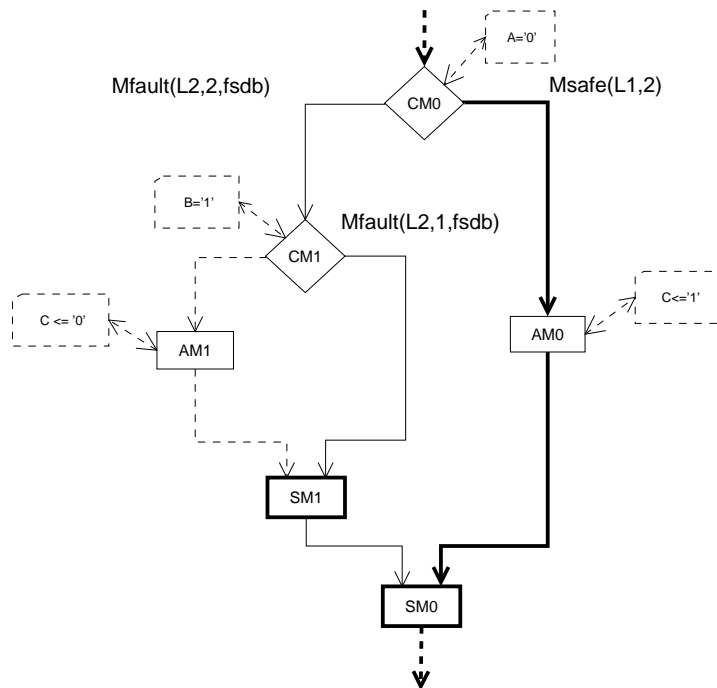 A='0'
Mfault(L2,2,fsdb)
Msafe(L1,2)
CM0
B='1'
Mfault(L2,1,fsdb)
CM1
C <= '0'
C<='1'
AM1
AM0
SM1
SM0